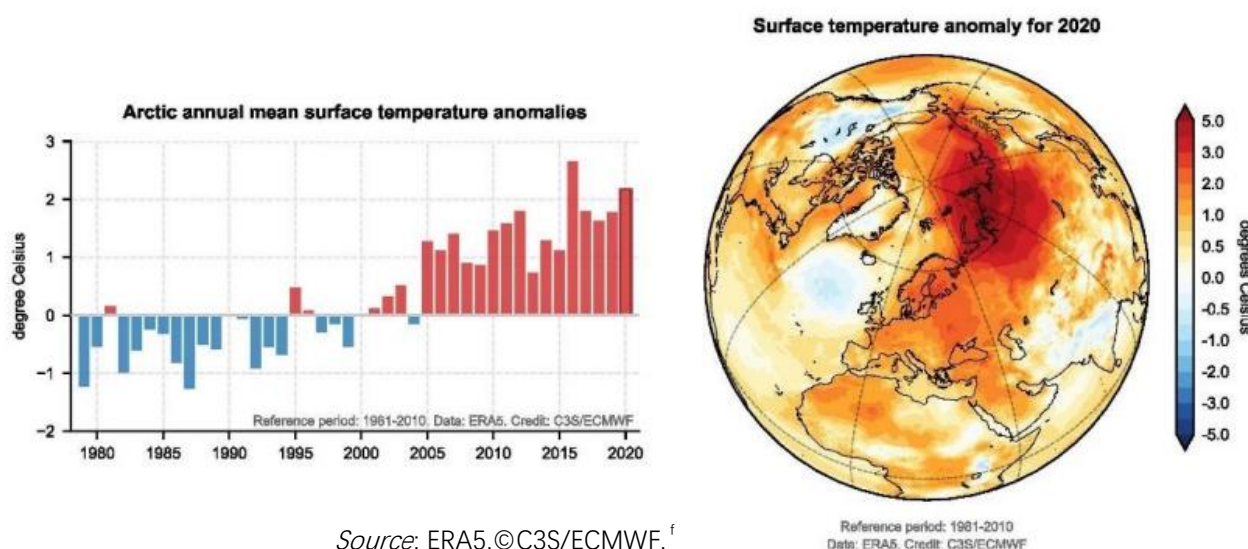 Surface temperature anomaly for 2020
Arctic annual mean surface temperature anomalies
degree Celsius
3
2
1
0
−1
−2
Reference period: 1981-2010. Data: ERA5. Credit: C3S/ECMWF
1980 1985 1990 1995 2000 2005 2010 2015 2020
5.0
3.0
2.0
1.0
0.5
0.0
-0.5
-1.0
-2.0
-3.0
-5.0
degrees Celsius
Source: ERA5.©C3S/ECMWF. f
Reference period: 1981-2010
Data: ERA5. Credit: C3S/ECMWF